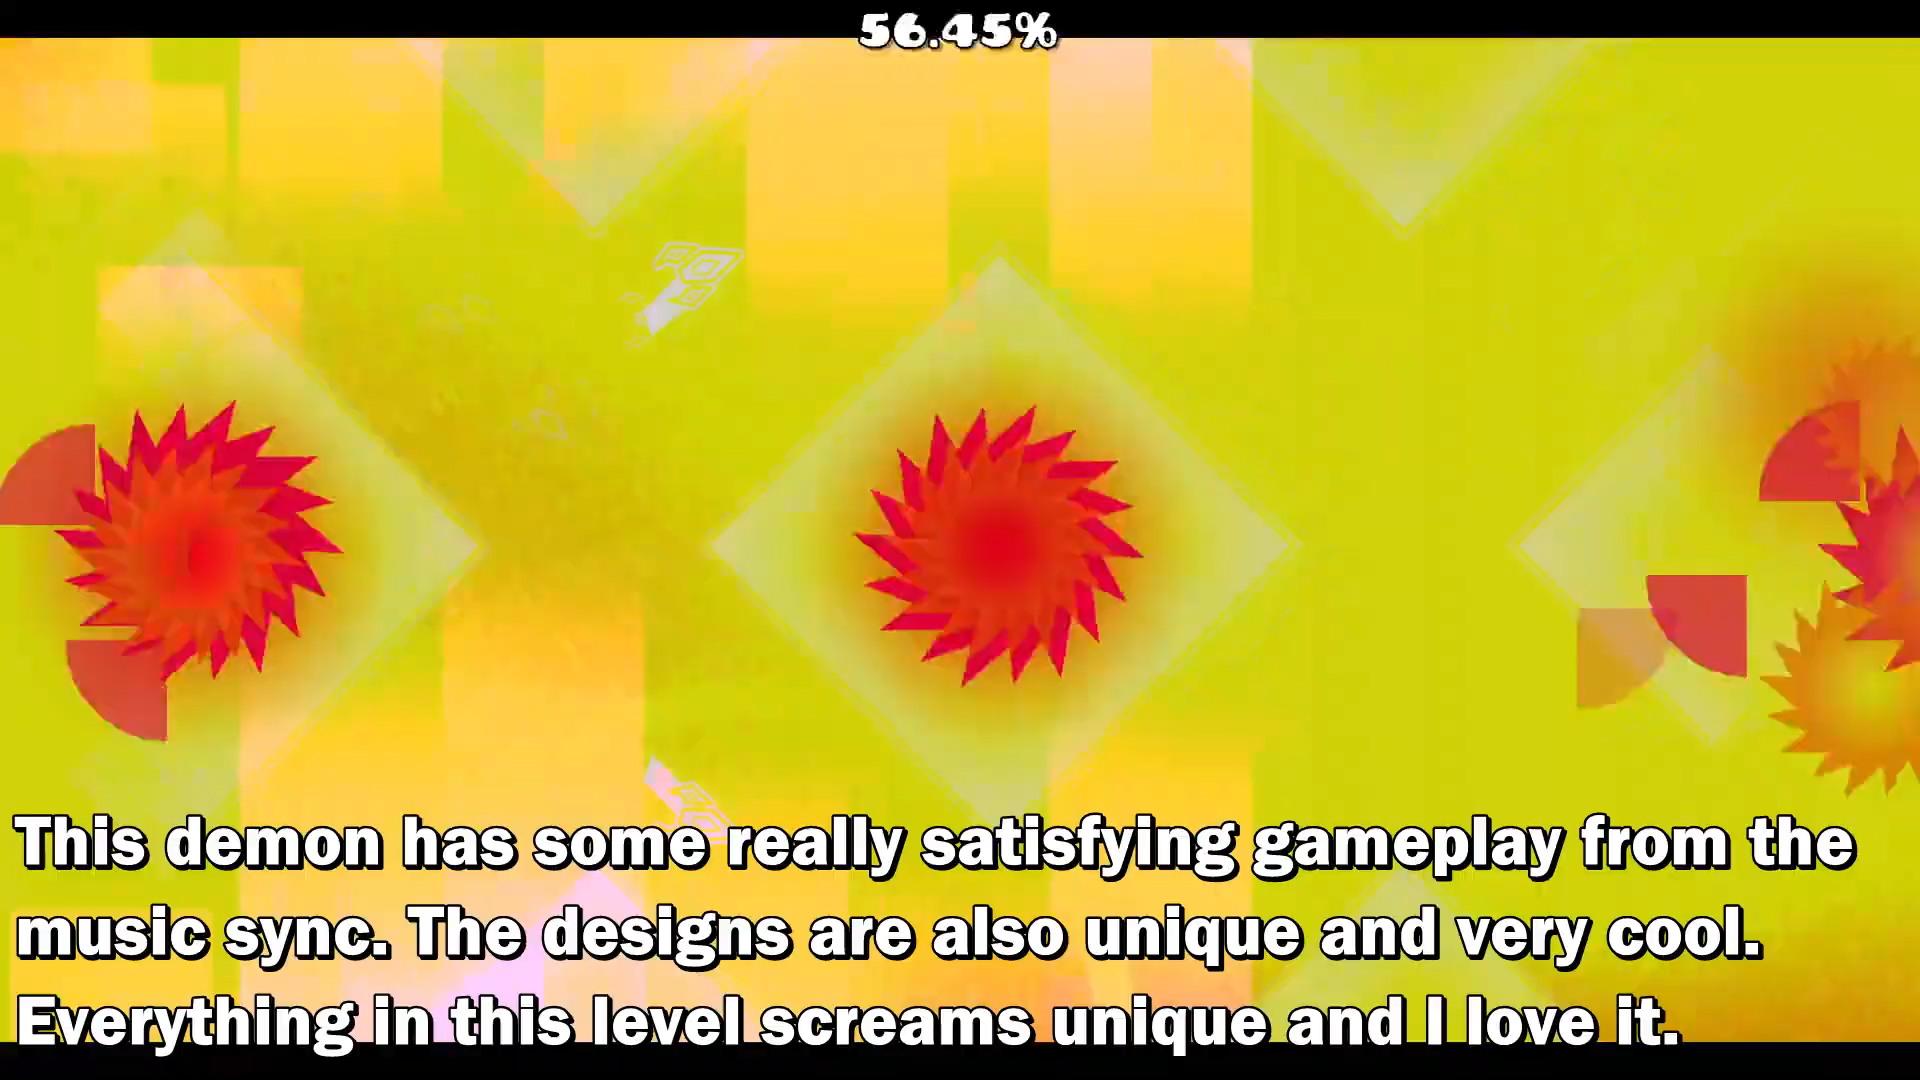 56.45%
This demon has some really satisfying gameplay from the
music sync. The designs are also unique and very cool.
Everything in this level screams unique and I love it.